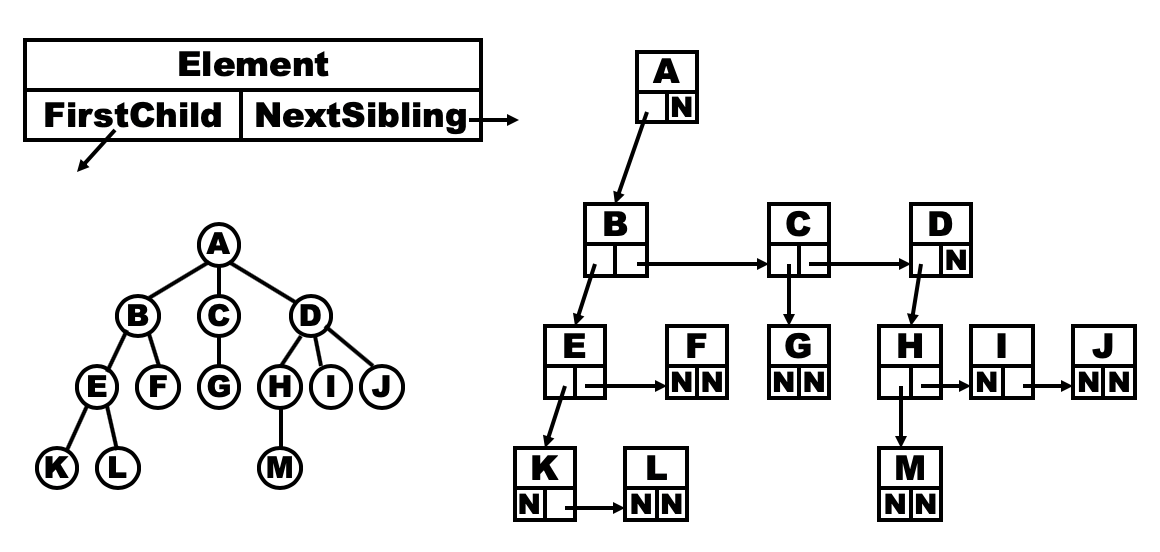 Element
FirstChild NextSibling
A
N
B C D
N
E F G H I J
N N N N N N N
K L M
N N N N N
A
B C D
E F G H I J
K L M